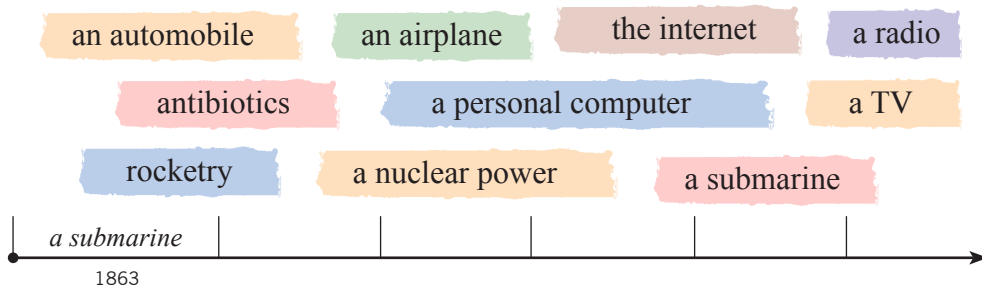 an automobile an airplane the internet a radio
antibiotics a personal computer a TV
rocketry a nuclear power a submarine
a submarine
1863